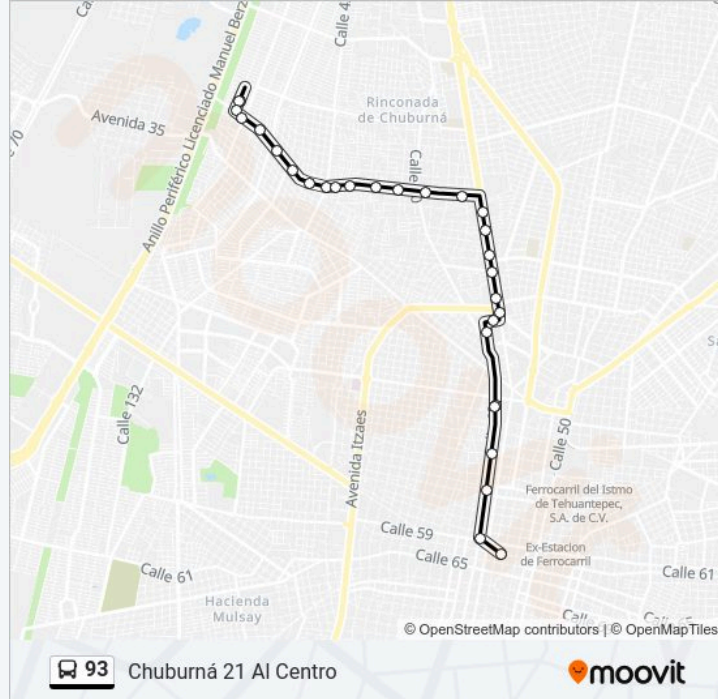 Calle 4
Rinconada
de Chuburná
Avenida 35
Anillo Periférico Licenciado Manuel Berz
Calle
70
Calle 132
Avenida Itzaes
Calle 50
Ferrocarril del Istmo
de Tehuantepec,
S.A. de C.V.
Calle 59
Ex-Estacion
de Ferrocarril
Calle 65
Calle 61
Calle 61
Hacienda
Mulsay
© OpenStreetMap contributors | © OpenMapTiles
93 Chuburná 21 Al Centro
moovit